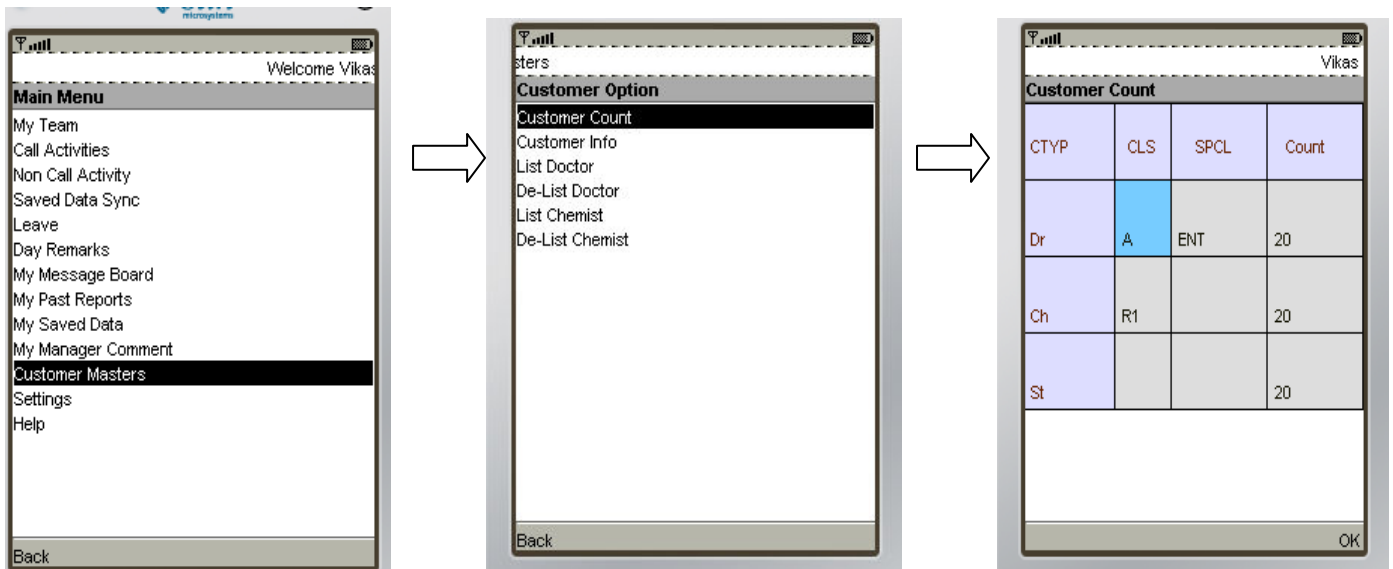 microsystems
Welcome Vikas
Main Menu
My Team
Call Activities
Non Call Activity
Saved Data Sync
Leave
Day Remarks
My Message Board
My Past Reports
My Saved Data
My Manager Comment
Customer Masters
Settings
Help
Back
sters
Customer Option
Customer Count
Customer Info
List Doctor
De-List Doctor
List Chemist
De-List Chemist
Back
Vikas
Customer Count
CTYP CLS SPCL Count
Dr A ENT 20
Ch R1 20
St 20
OK